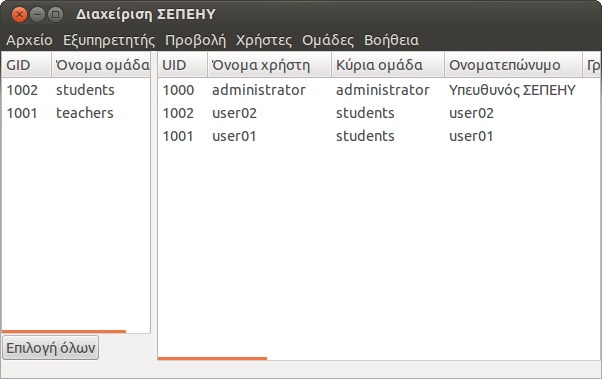 Διαχείριση ΣΕΠΕΗΥ
Αρχείο Εξυπηρετητής Προβολή Χρήστες Ομάδες Βοήθεια
GID Όνομα ομάδα UID Όνομα χρήστη Κύρια ομάδα Ονοματεπώνυμο Γρ
1002 students 1000 administrator administrator Υπευθυνός ΣΕΠΕΗΥ
1001 teachers 1002 user02 students user02
1001 user01 students user01
Επιλογή όλων